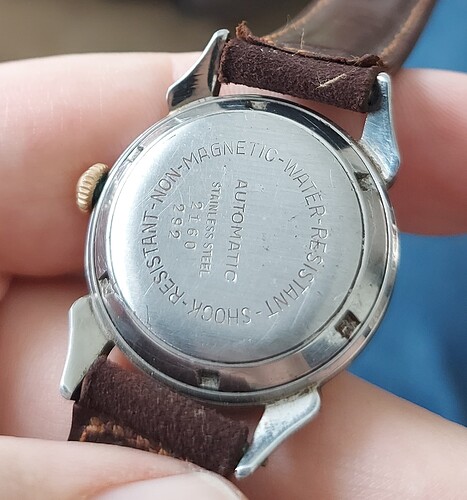 NON-MAGNETIC-WATER-RESISTANT-SHOCK-RESISTANT-
AUTOMATIC
STAINLESS STEEL
2160
292